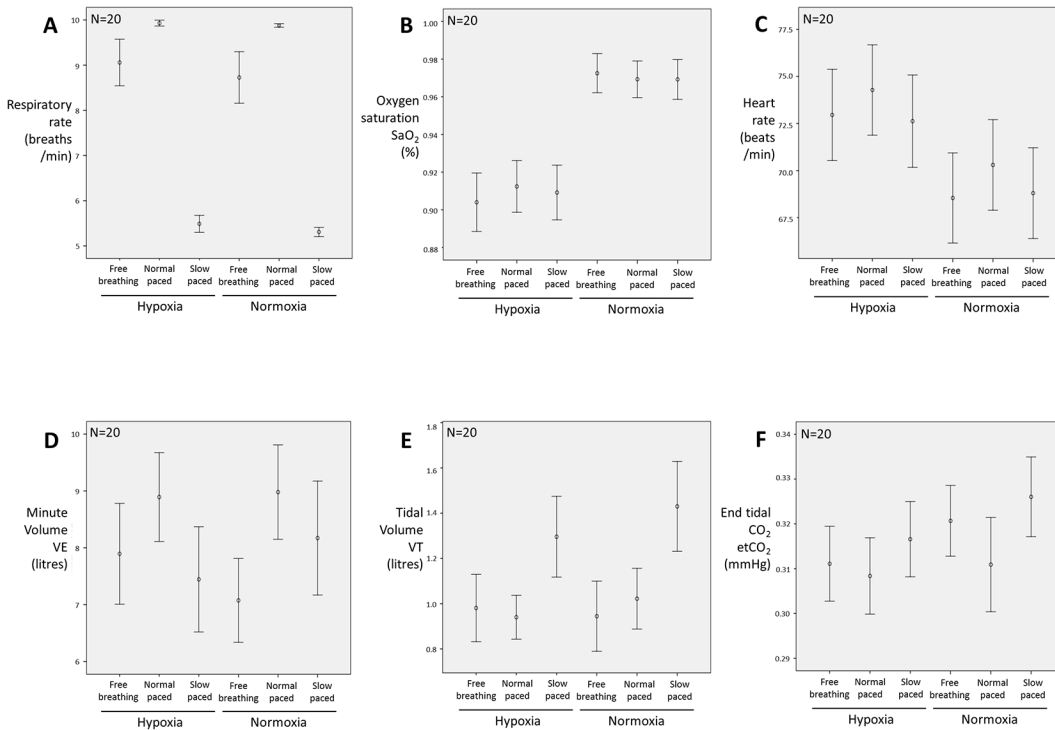 A
N=20
Respiratory
rate
(breaths
/min)
10
9
8
7
6
5
Free
breathing
Normal
paced
Slow
paced
Free
breathing
Normal
paced
Slow
paced
Hypoxia
Normoxia
B
N=20
Oxygen
saturation
SaO₂
(%)
1.00
0.98
0.96
0.94
0.92
0.90
0.88
Free
breathing
Normal
paced
Slow
paced
Free
breathing
Normal
paced
Slow
paced
Hypoxia
Normoxia
C
N=20
Heart
rate
(beats
/min)
77.5
75.0
72.5
70.0
67.5
Free
breathing
Normal
paced
Slow
paced
Free
breathing
Normal
paced
Slow
paced
Hypoxia
Normoxia
D
N=20
Minute
Volume
VE
(litres)
10
9
8
7
6
Free
breathing
Normal
paced
Slow
paced
Free
breathing
Normal
paced
Slow
paced
Hypoxia
Normoxia
E
N=20
Tidal
Volume
VT
(litres)
1.8
1.6
1.4
1.2
1.0
0.8
Free
breathing
Normal
paced
Slow
paced
Free
breathing
Normal
paced
Slow
paced
Hypoxia
Normoxia
F
N=20
End tidal
CO₂
etCO₂
(mmHg)
0.34
0.33
0.32
0.31
0.30
0.29
Free
breathing
Normal
paced
Slow
paced
Free
breathing
Normal
paced
Slow
paced
Hypoxia
Normoxia